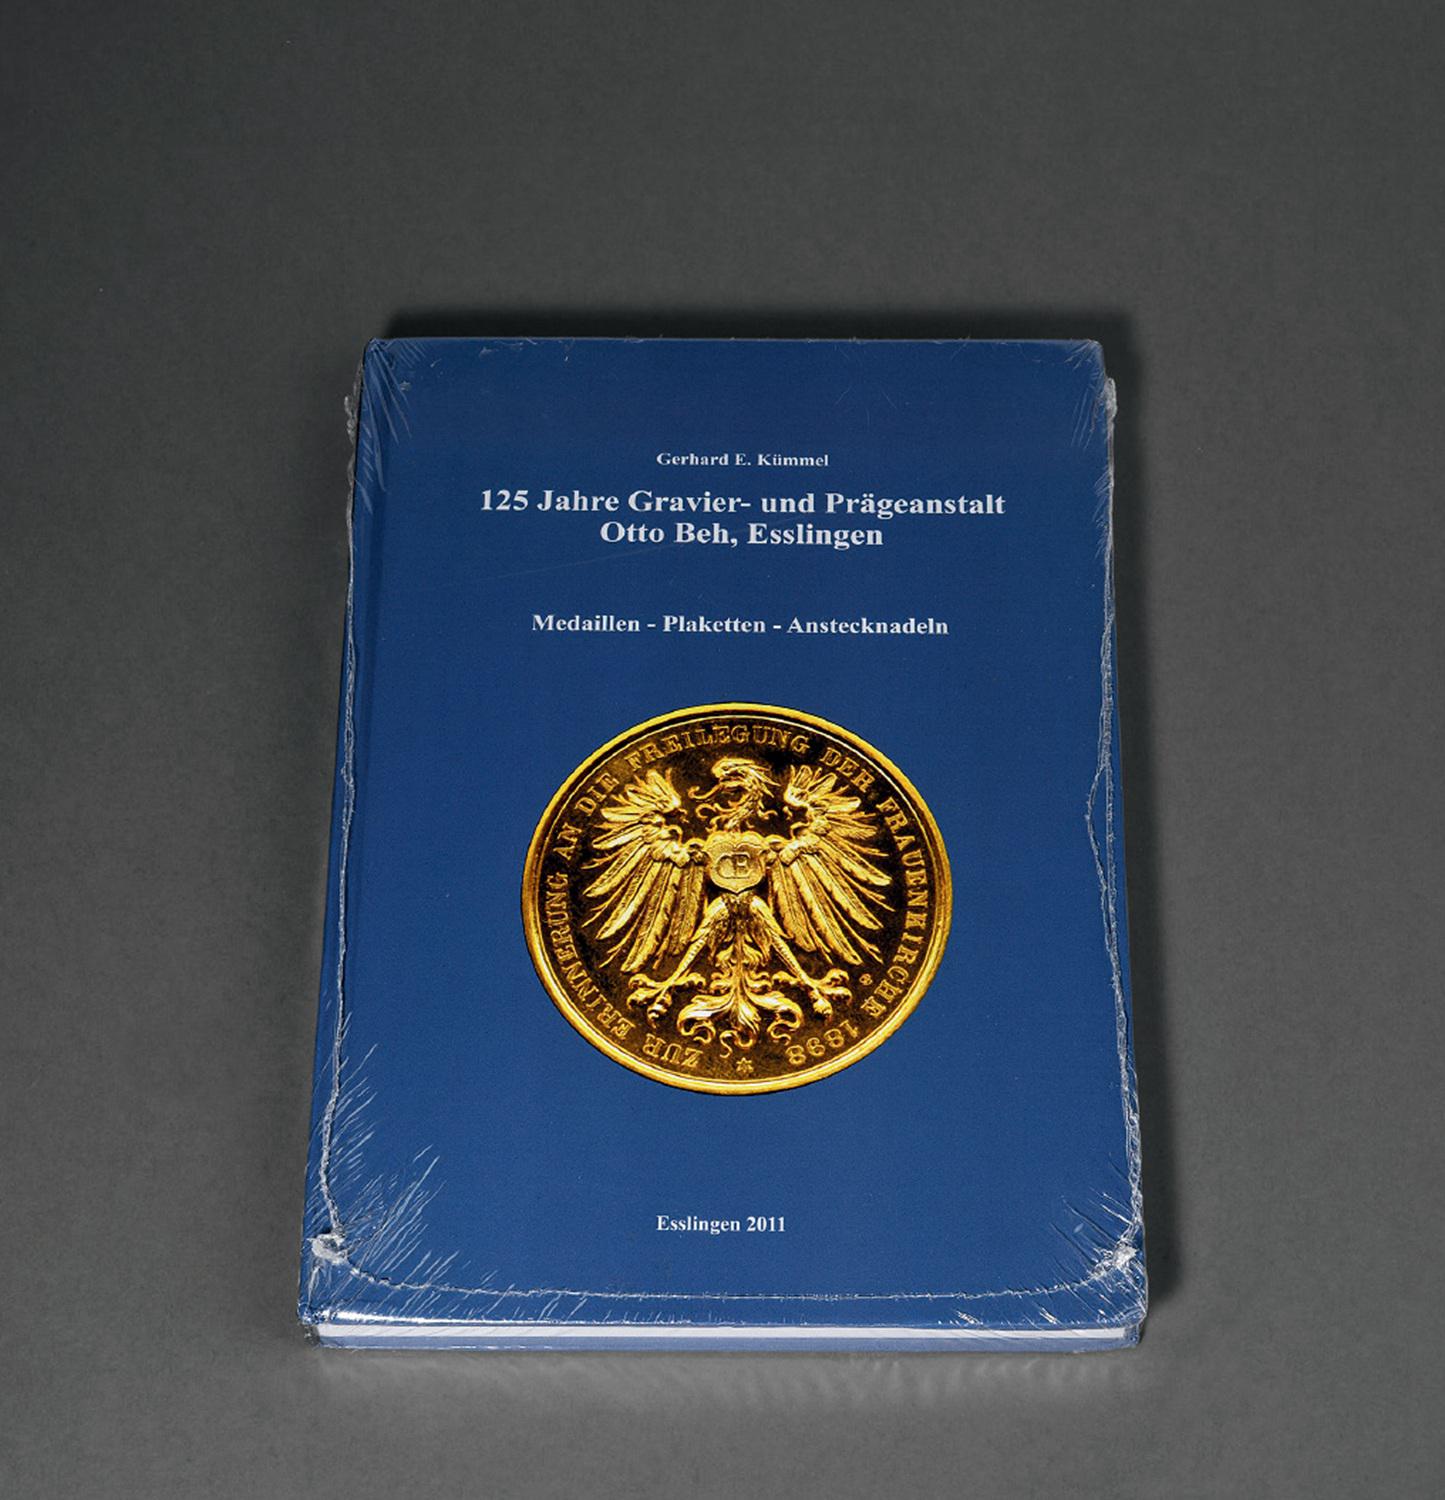 Gerhard E. Kümmel
125 Jahre Gravier- und Prägeanstalt
Otto Beh, Esslingen
Medaillen - Plaketten - Anstecknadeln
ZUR ERINNERUNG AN DIE FREILEGUNG DER FRAUENKIRCHE 1898
CE
Esslingen 2011